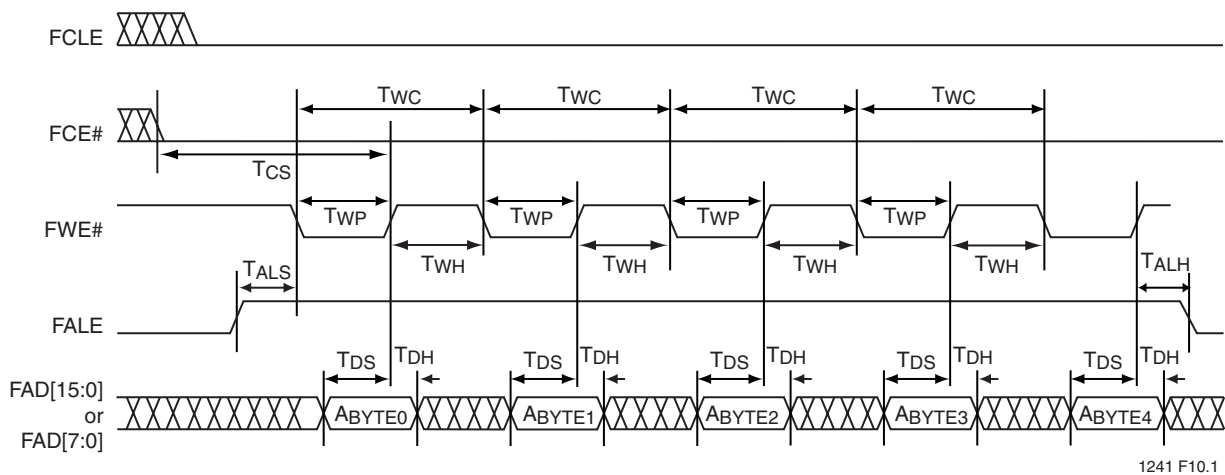 FCLE
TWC TWC TWC TWC
FCE#
TCS
TWP TWP TWP TWP
FWE#
TWH TWH TWH TWH
TALS TALH
FALE
TDS TDH TDS TDH TDS TDH TDS TDH TDS TDH
FAD[15:0]
or
FAD[7:0]
ABYTE0 ABYTE1 ABYTE2 ABYTE3 ABYTE4
1241 F10.1